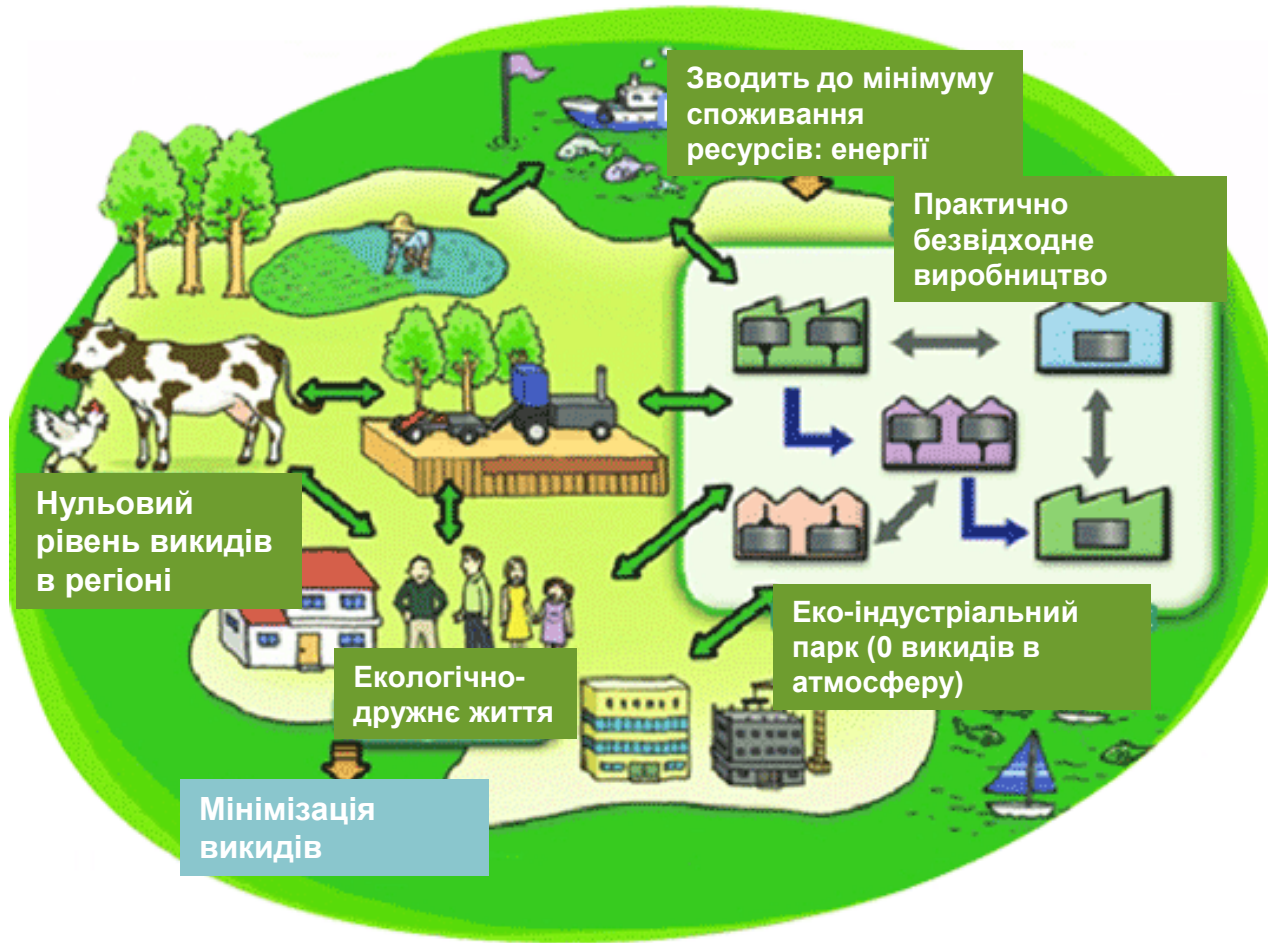 Зводить до мінімуму
споживання
ресурсів: енергії
Практично
безвідходне
виробництво
Нульовий
рівень викидів
в регіоні
Еко-індустріальний
парк (0 викидів в
атмосферу)
Екологічно-
дружнє життя
Мінімізація
викидів